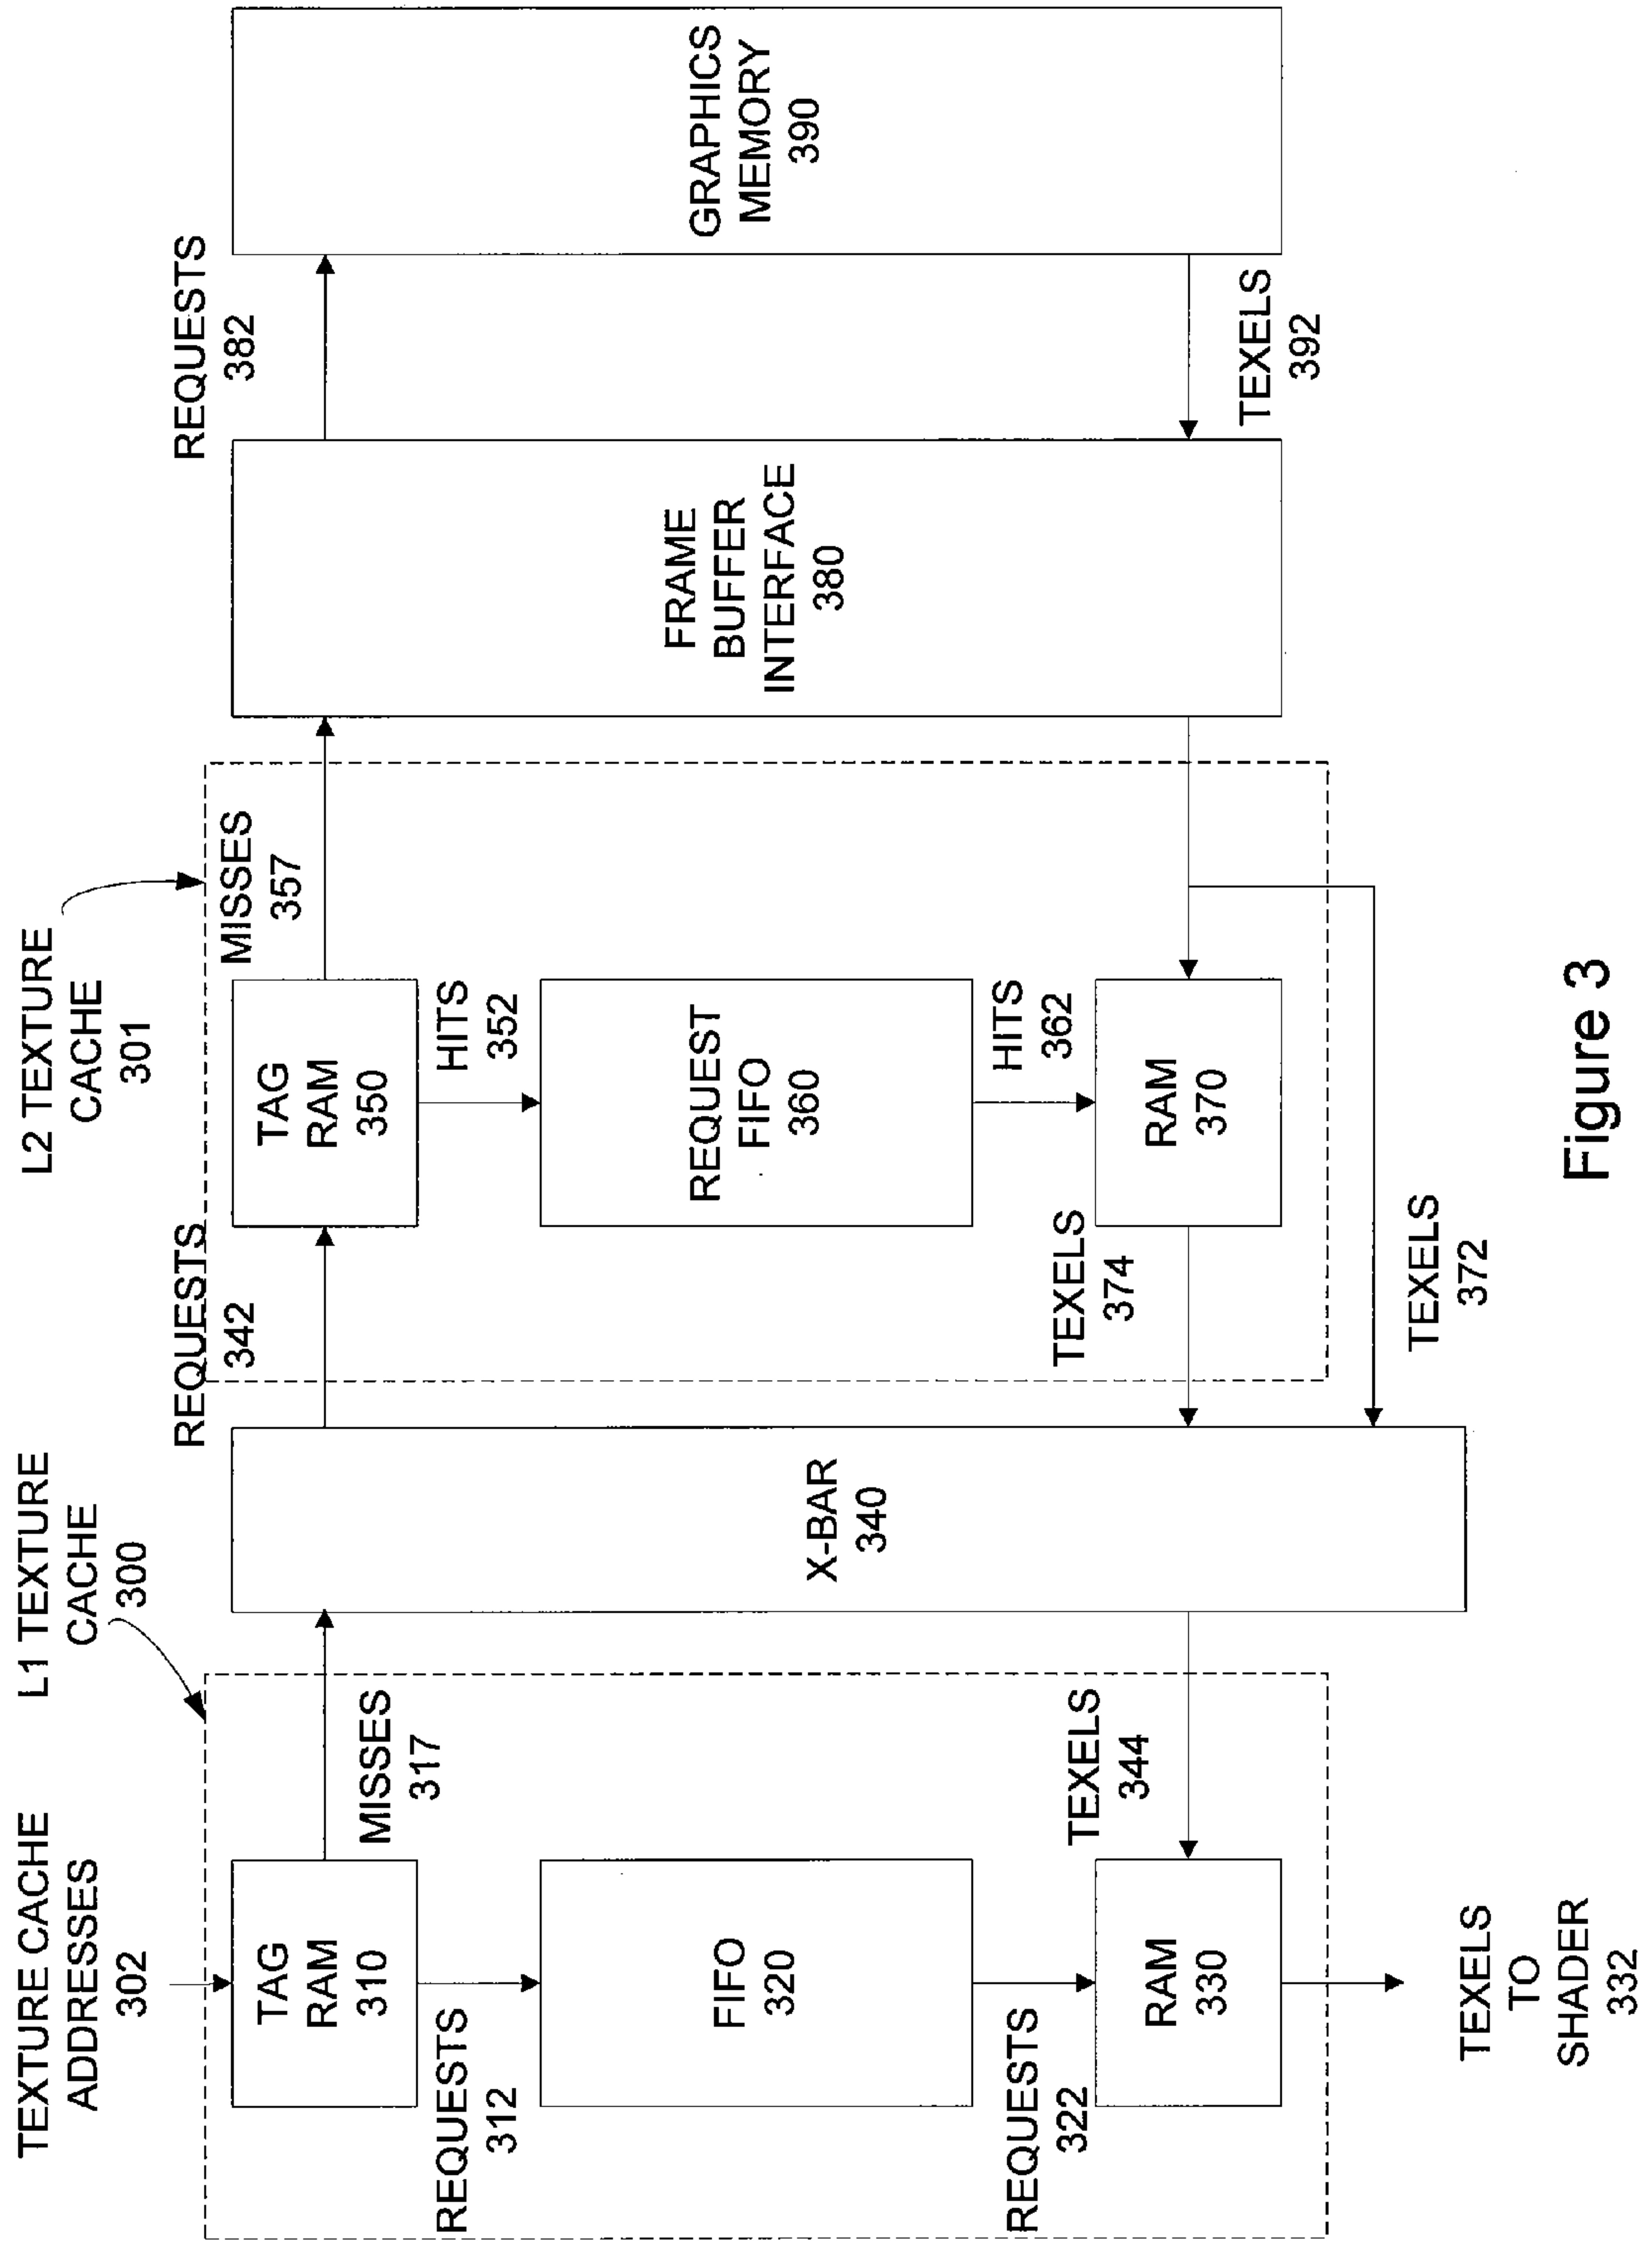 TEXTURE CACHE
ADDRESSES
302
L1 TEXTURE
CACHE
300
L2 TEXTURE
CACHE
301
TAG
RAM
310
MISSES
317
REQUESTS
312
FIFO
320
REQUESTS
322
RAM
330
TEXELS
344
TEXELS
TO
SHADER
332
X-BAR
340
REQUESTS
342
TAG
RAM
350
MISSES
357
HITS
352
REQUEST
FIFO
360
HITS
362
RAM
370
TEXELS
374
TEXELS
372
FRAME
BUFFER
INTERFACE
380
REQUESTS
382
TEXELS
392
GRAPHICS
MEMORY
390
Figure 3